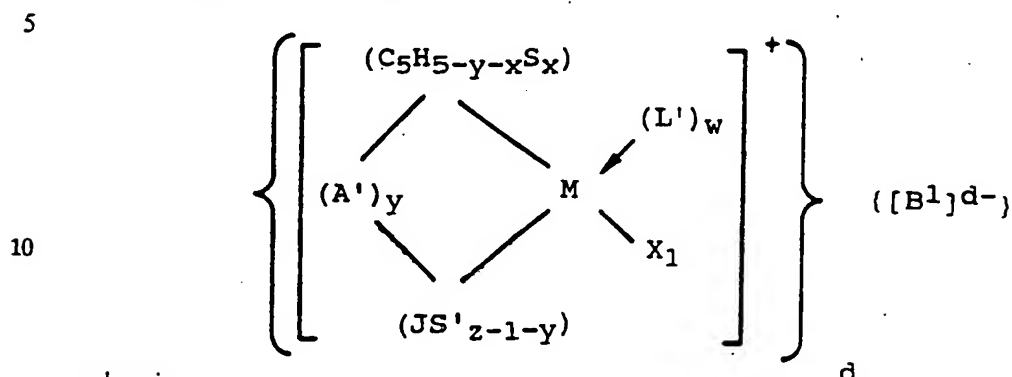 5
(C5H5-y-xSx)
+
(L')w
(A')y
M
{[B1]d-}
10
X1
(JS'z-1-y)
d